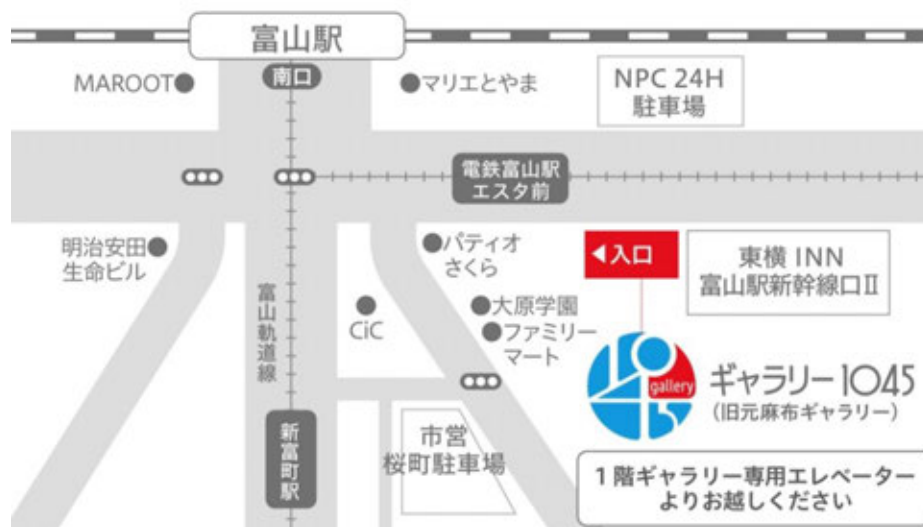 富山駅
南口
MAROOT
マリエとやま
NPC 24H
駐車場
電鉄富山駅
エスタ前
明治安田
生命ビル
富山軌道線
パティオ
さくら
入口
東横 INN
富山駅新幹線口Ⅱ
CiC
大原学園
ファミリー
マート
gallery
ギャラリー1045
(旧元麻布ギャラリー)
新富町駅
市営
桜町駐車場
1階ギャラリー専用エレベーター
よりお越しください